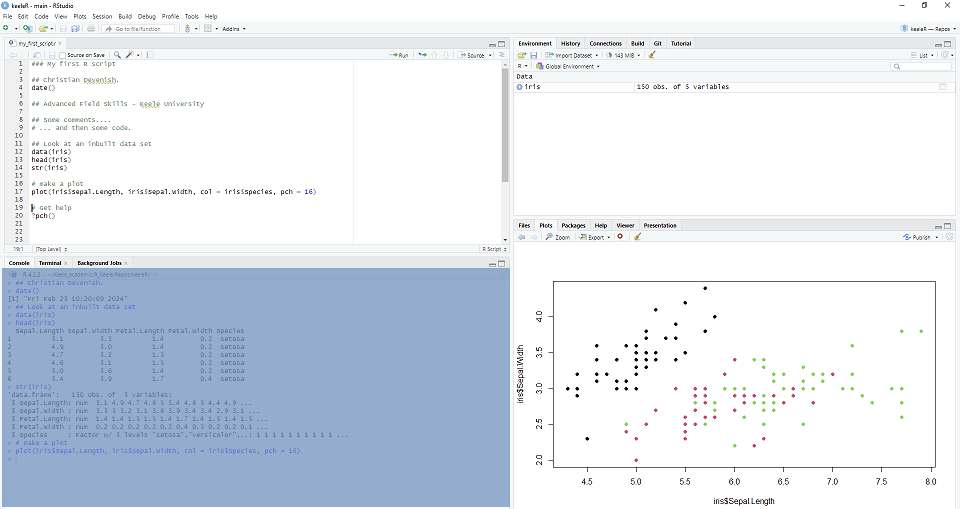 keeleR - main - RStudio
File Edit Code View Plots Session Build Debug Profile Tools Help
Go to file/function Addins keeleR — Repos
my_first_script.r
Source on Save Run Source
1 ### My first R script
2
3 ## Christian Devenish.
4 date()
5
6 ## Advanced Field Skills - Keele University
7
8 ## Some comments....
9 # ... and then some code.
10
11 ## Look at an inbuilt data set
12 data(iris)
13 head(iris)
14 str(iris)
15
16 # make a plot
17 plot(iris$Sepal.Length, iris$Sepal.Width, col = iris$Species, pch = 16)
18
19 # Get help
20 ?pch()
21
22
23
19:1 (Top Level) R Script
Console Terminal Background Jobs
R 4.2.2 · ~/Keele_academic/R_Keele/Repos/keeleR/
> ## Christian Devenish.
> date()
[1] "Fri Feb 23 10:20:09 2024"
> ## Look at an inbuilt data set
> data(iris)
> head(iris)
Sepal.Length Sepal.Width Petal.Length Petal.Width Species
1 5.1 3.5 1.4 0.2 setosa
2 4.9 3.0 1.4 0.2 setosa
3 4.7 3.2 1.3 0.2 setosa
4 4.6 3.1 1.5 0.2 setosa
5 5.0 3.6 1.4 0.2 setosa
6 5.4 3.9 1.7 0.4 setosa
> str(iris)
'data.frame': 150 obs. of 5 variables:
$ Sepal.Length: num 5.1 4.9 4.7 4.6 5 5.4 4.6 5 4.4 4.9 ...
$ Sepal.Width : num 3.5 3 3.2 3.1 3.6 3.9 3.4 3.4 2.9 3.1 ...
$ Petal.Length: num 1.4 1.4 1.3 1.5 1.4 1.7 1.4 1.5 1.4 1.5 ...
$ Petal.Width : num 0.2 0.2 0.2 0.2 0.2 0.4 0.3 0.2 0.2 0.1 ...
$ Species : Factor w/ 3 levels "setosa","versicolor",..: 1 1 1 1 1 1 1 1 1 1 ...
> # make a plot
> plot(iris$Sepal.Length, iris$Sepal.Width, col = iris$Species, pch = 16)
>
Environment History Connections Build Git Tutorial
Import Dataset 143 MiB List
R Global Environment
Data
iris 150 obs. of 5 variables
Files Plots Packages Help Viewer Presentation
Zoom Export Publish
iris$Sepal.Width
4.0
3.5
3.0
2.5
2.0
4.5 5.0 5.5 6.0 6.5 7.0 7.5 8.0
iris$Sepal.Length